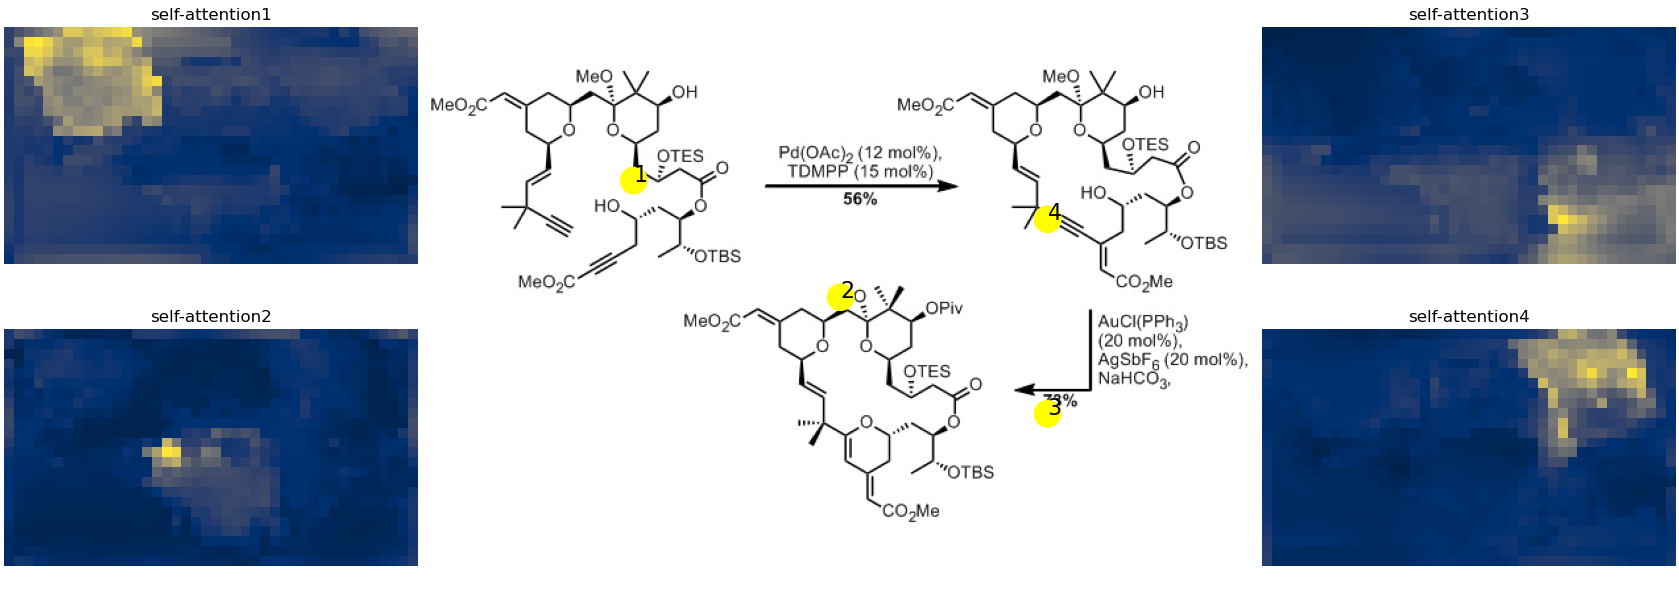 self-attention1
self-attention3
MeO
OH
MeO₂C
O
O
OTES
1
O
O
HO
OTBS
MeO₂C
Pd(OAc)₂ (12 mol%),
TDMPP (15 mol%)
56%
MeO
OH
MeO₂C
O
O
OTES
O
O
HO
4
OTBS
CO₂Me
self-attention2
self-attention4
2
O
OPiv
MeO₂C
O
O
OTES
O
O
O
OTBS
CO₂Me
AuCl(PPh₃)
(20 mol%),
AgSbF₆ (20 mol%),
NaHCO₃,
3